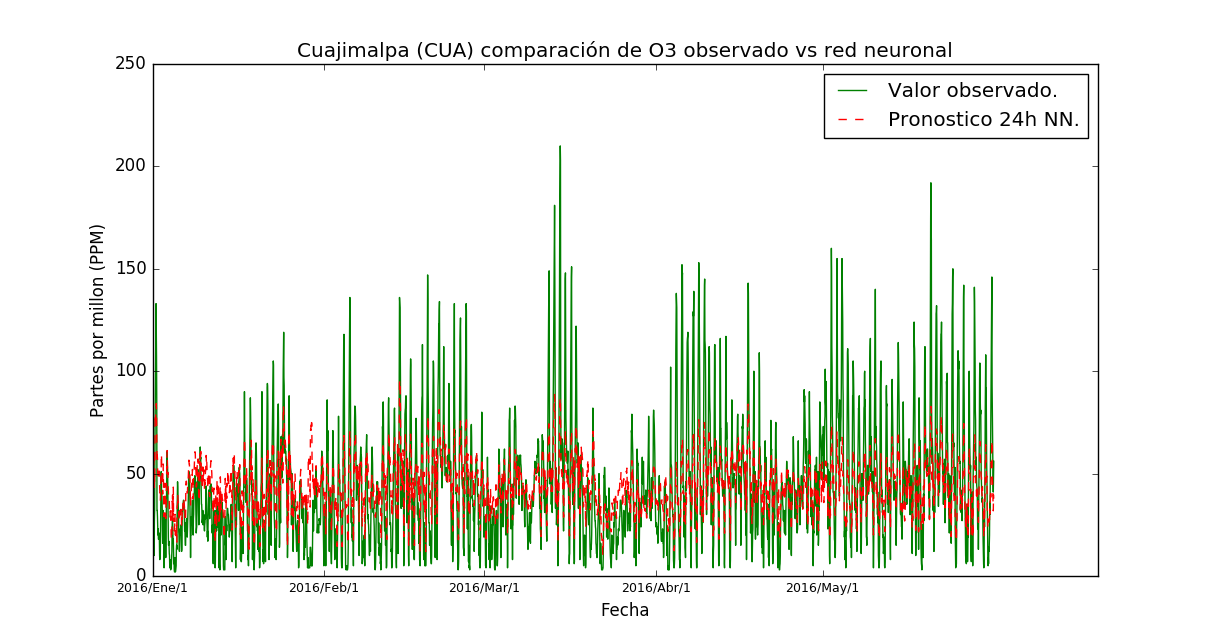 Cuajimalpa (CUA) comparación de O3 observado vs red neuronal
250
200
150
100
50
0
Partes por millon (PPM)
Valor observado.
Pronostico 24h NN.
2016/Ene/1
2016/Feb/1
2016/Mar/1
2016/Abr/1
2016/May/1
Fecha